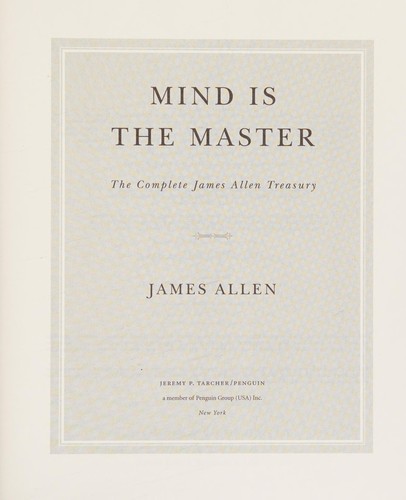 MIND IS
THE MASTER
The Complete James Allen Treasury
JAMES ALLEN
JEREMY P. TARCHER/PENGUIN
a member of Penguin Group (USA) Inc.
New York